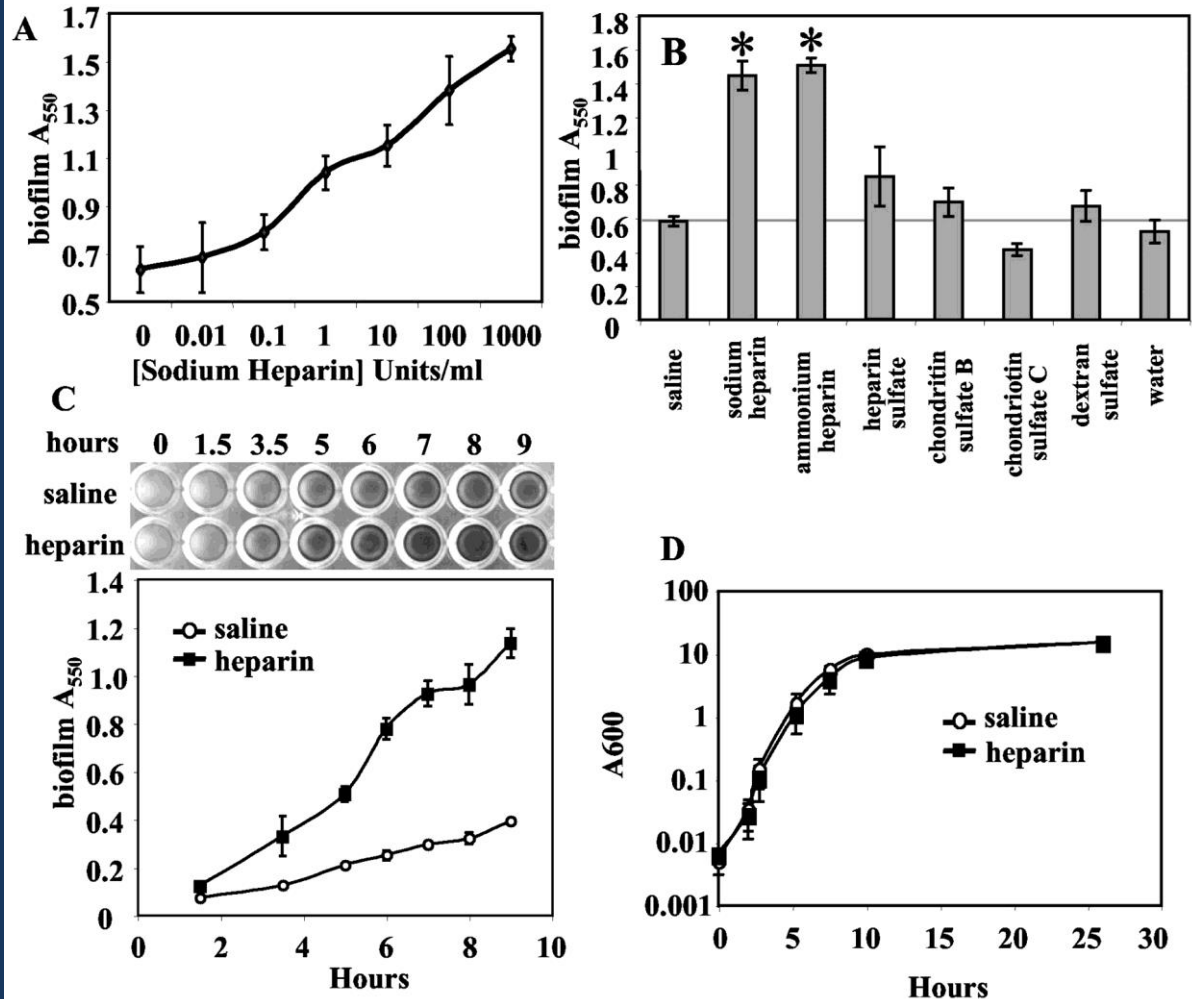 A
biofilm A550
1.7
1.5
1.3
1.1
0.9
0.7
0.5
0 0.01 0.1 1 10 100 1000
[Sodium Heparin] Units/ml
B
biofilm A550
1.8
1.6
1.4
1.2
1
0.8
0.6
0.4
0.2
0
* *
saline
sodium
heparin
ammonium
heparin
heparin
sulfate
chondritin
sulfate B
chondriotin
sulfate C
dextran
sulfate
water
C
hours 0 1.5 3.5 5 6 7 8 9
saline
heparin
biofilm A550
1.4
1.2
1.0
0.8
0.6
0.4
0.2
0
saline
heparin
0 2 4 6 8 10
Hours
D
A600
100
10
1
0.1
0.01
0.001
saline
heparin
0 5 10 15 20 25 30
Hours